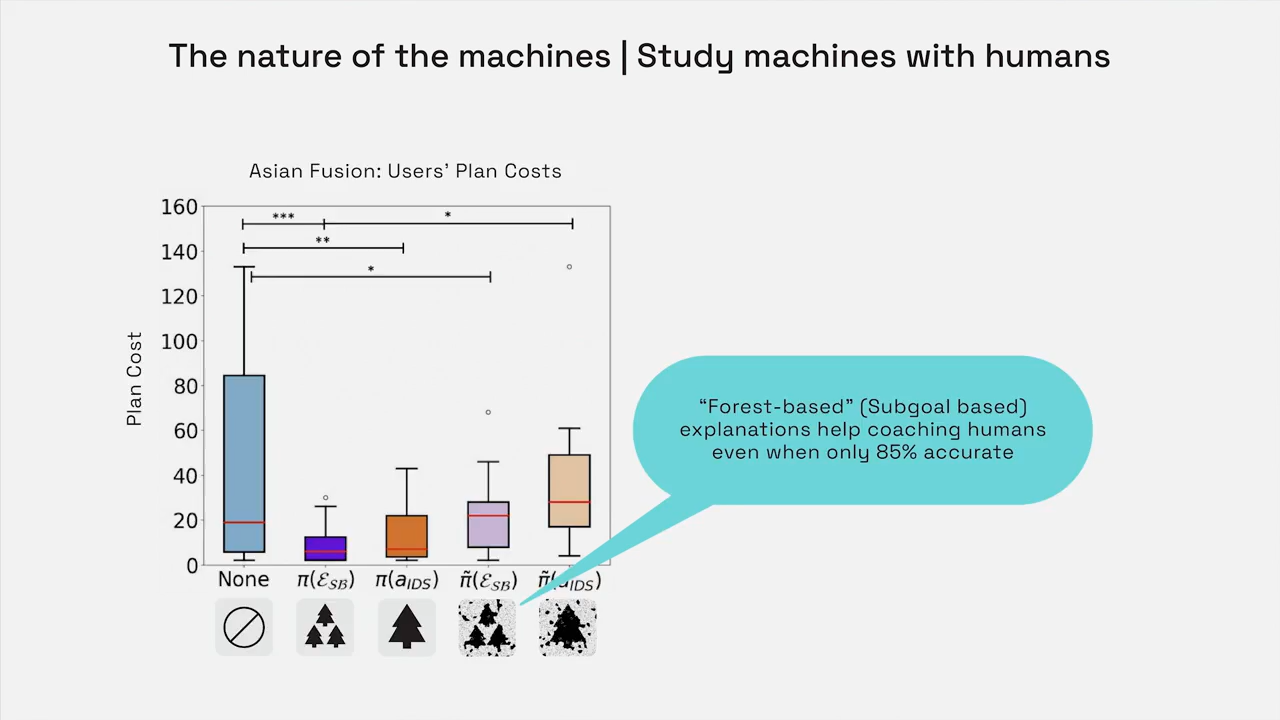 The nature of the machines | Study machines with humans
Asian Fusion: Users' Plan Costs
Plan Cost
160
140
120
100
80
60
40
20
0
***
*
**
*
None
π(ℰ_SB)
π(a_IDS)
π̃(ℰ_SB)
π̃(a_IDS)
“Forest-based” (Subgoal based)
explanations help coaching humans
even when only 85% accurate